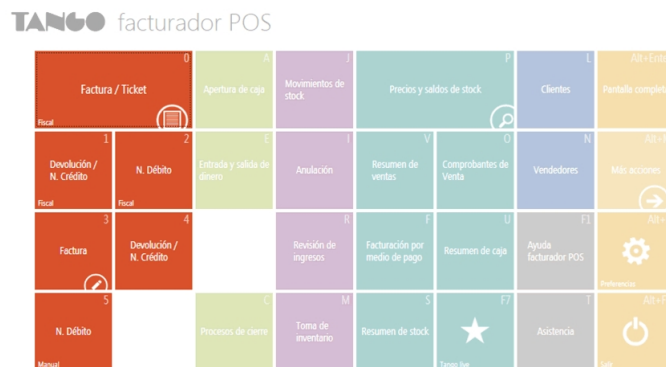 TANGO facturador POS
0
Factura / Ticket
Fiscal
A
Apertura de caja
J
Movimientos de
stock
P
Precios y saldos de stock
L
Clientes
Alt+Ente
Pantalla complet
1
Devolución /
N. Crédito
Fiscal
2
N. Débito
Fiscal
E
Entrada y salida de
dinero
I
Anulación
V
Resumen de
ventas
O
Comprobantes de
Venta
N
Vendedores
Más acciones
3
Factura
4
Devolución /
N. Crédito
R
Revisión de
ingresos
F
Facturación por
medio de pago
U
Resumen de caja
F1
Ayuda
facturador POS
Alt+
Preferencias
5
N. Débito
Manual
C
Procesos de cierre
M
Toma de
inventario
S
Resumen de stock
F7
Tango live
T
Asistencia
Alt+F
Salir